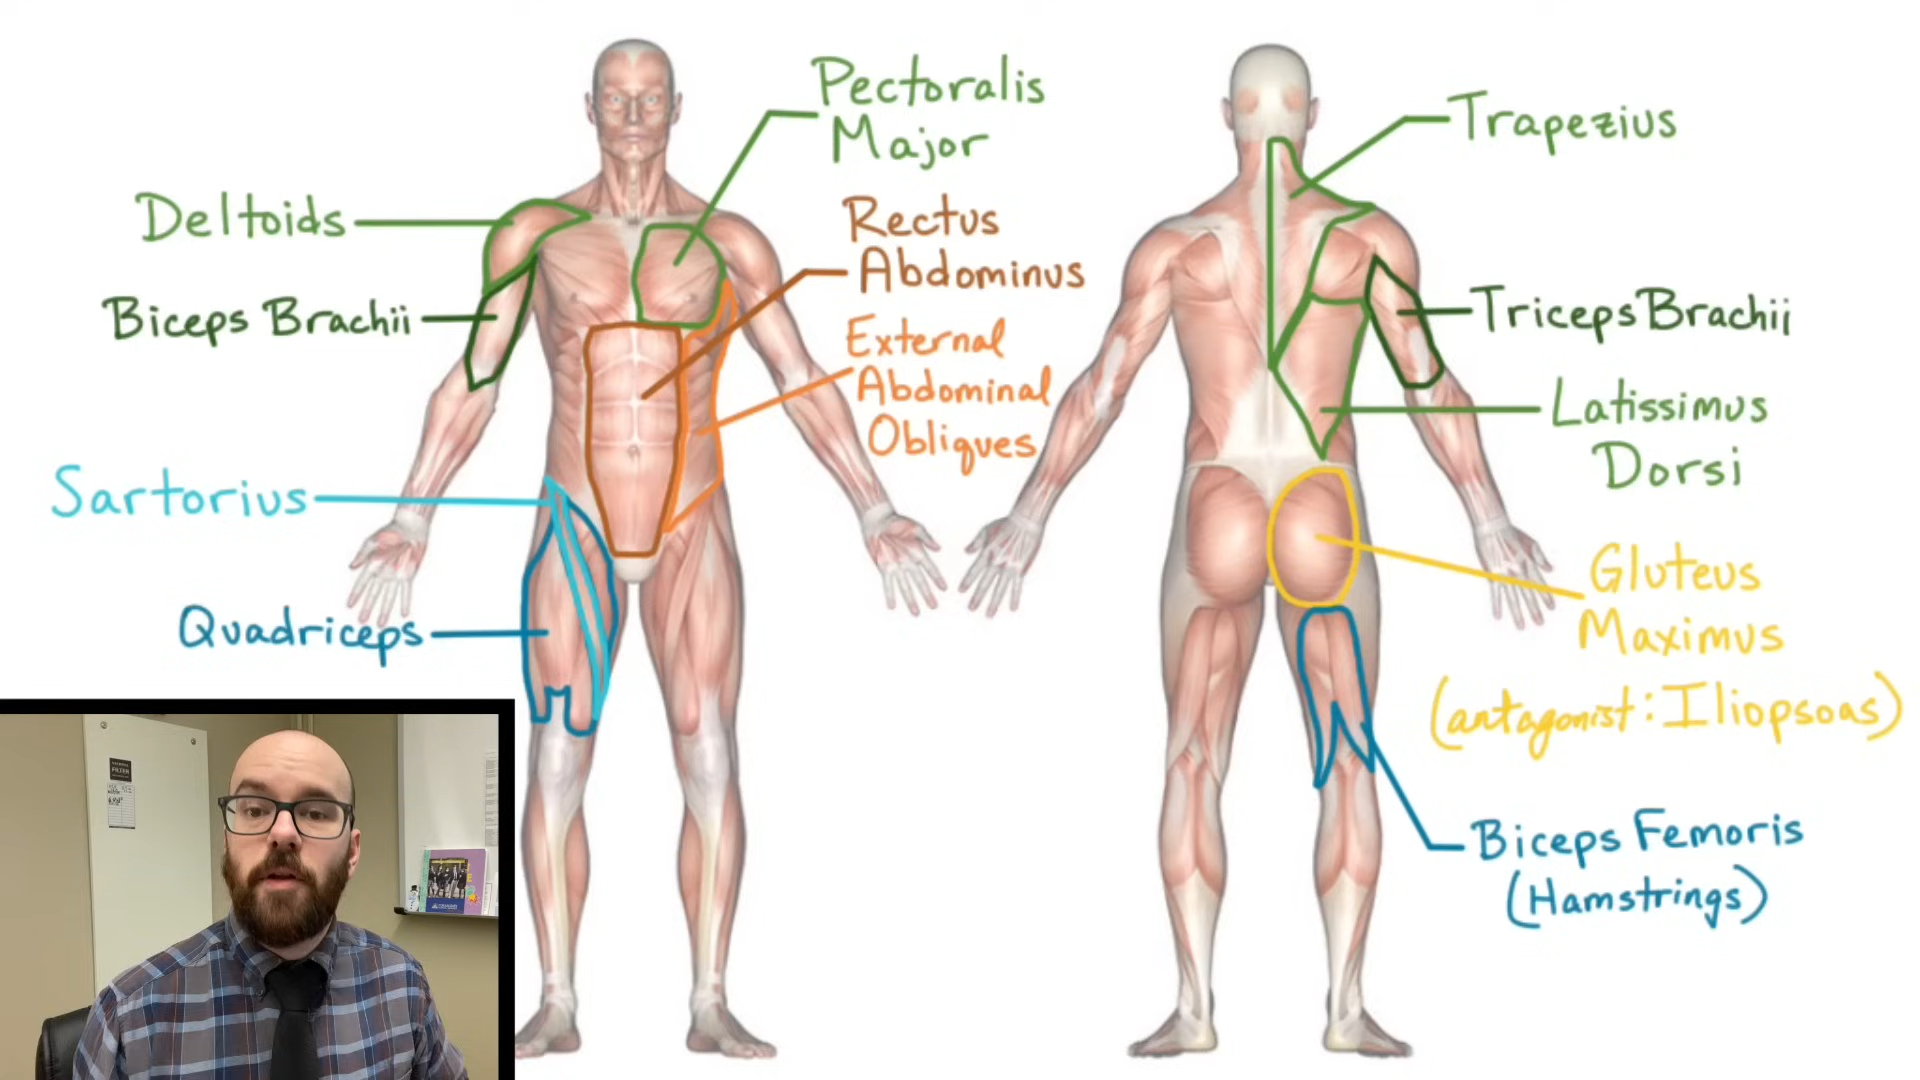 Pectoralis
Major
Deltoids
Rectus
Abdominus
Biceps Brachii
External
Abdominal
Obliques
Sartorius
Quadriceps
Trapezius
Triceps Brachii
Latissimus
Dorsi
Gluteus
Maximus
(antagonist: Iliopsoas)
Biceps Femoris
(Hamstrings)
FILTER